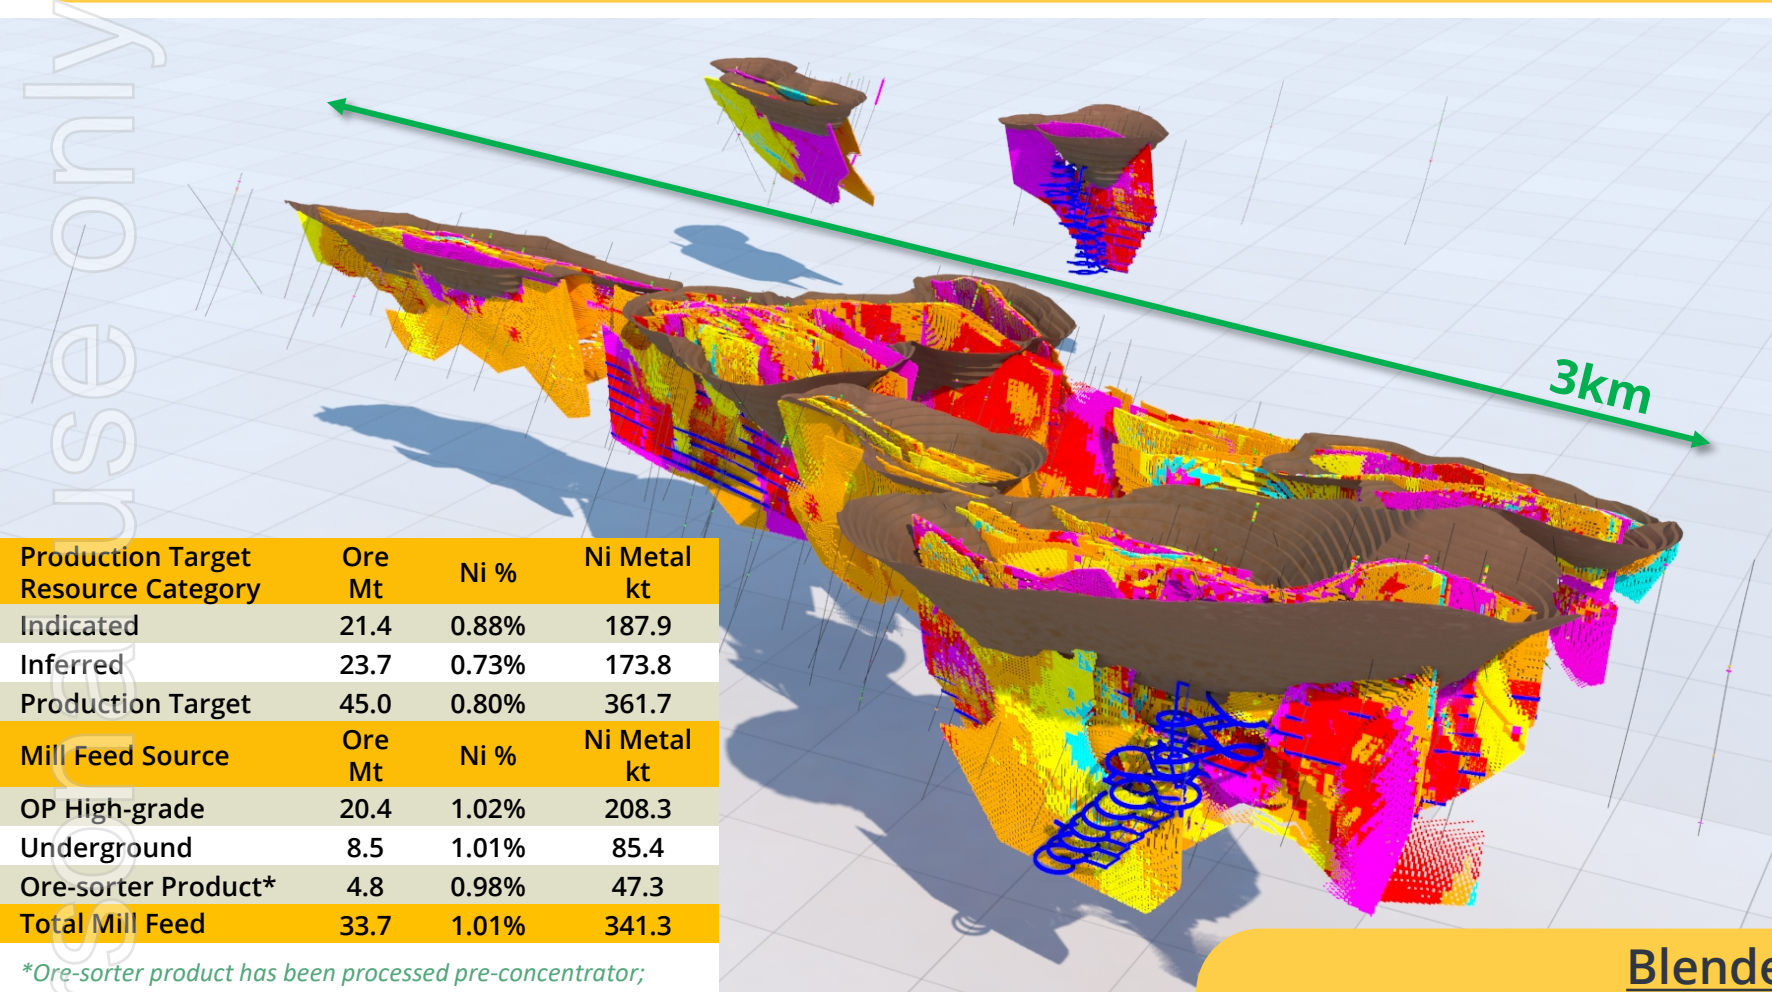 sonal use only
3km
Production Target Resource Category Ore Mt Ni % Ni Metal kt
Indicated 21.4 0.88% 187.9
Inferred 23.7 0.73% 173.8
Production Target 45.0 0.80% 361.7
Mill Feed Source Ore Mt Ni % Ni Metal kt
OP High-grade 20.4 1.02% 208.3
Underground 8.5 1.01% 85.4
Ore-sorter Product* 4.8 0.98% 47.3
Total Mill Feed 33.7 1.01% 341.3
*Ore-sorter product has been processed pre-concentrator;
Blende